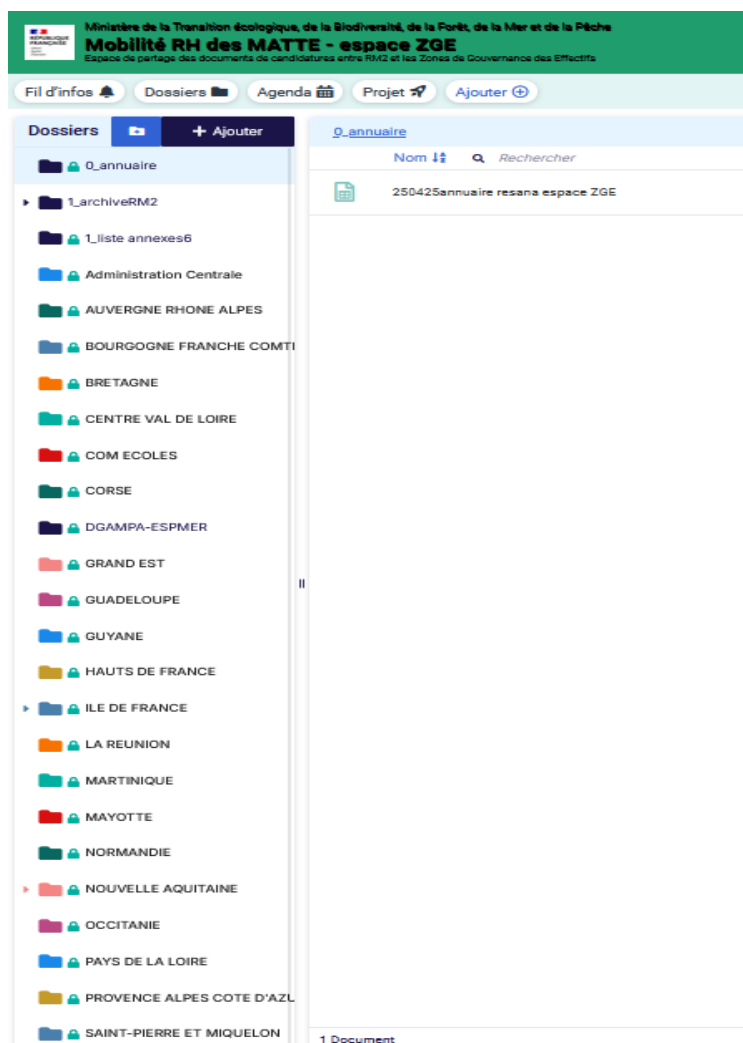 RÉPUBLIQUE
FRANÇAISE
Ministère de la Transition écologique, de la Biodiversité, de la Forêt, de la Mer et de la Pêche
Mobilité RH des MATTE - espace ZGE
Espace de partage des documents de candidatures entre RM2 et les Zones de Gouvernance des Effectifs
Fil d'infos Dossiers Agenda Projet Ajouter
Dossiers + Ajouter
0_annuaire
Nom Rechercher
0_annuaire
250425annuaire resana espace ZGE
1_archiveRM2
1_liste annexes6
Administration Centrale
AUVERGNE RHONE ALPES
BOURGOGNE FRANCHE COMTI
BRETAGNE
CENTRE VAL DE LOIRE
COM ECOLES
CORSE
DGAMPA-ESPMER
GRAND EST
GUADELOUPE
GUYANE
HAUTS DE FRANCE
ILE DE FRANCE
LA REUNION
MARTINIQUE
MAYOTTE
NORMANDIE
NOUVELLE AQUITAINE
OCCITANIE
PAYS DE LA LOIRE
PROVENCE ALPES COTE D'AZU
SAINT-PIERRE ET MIQUELON
1 Document